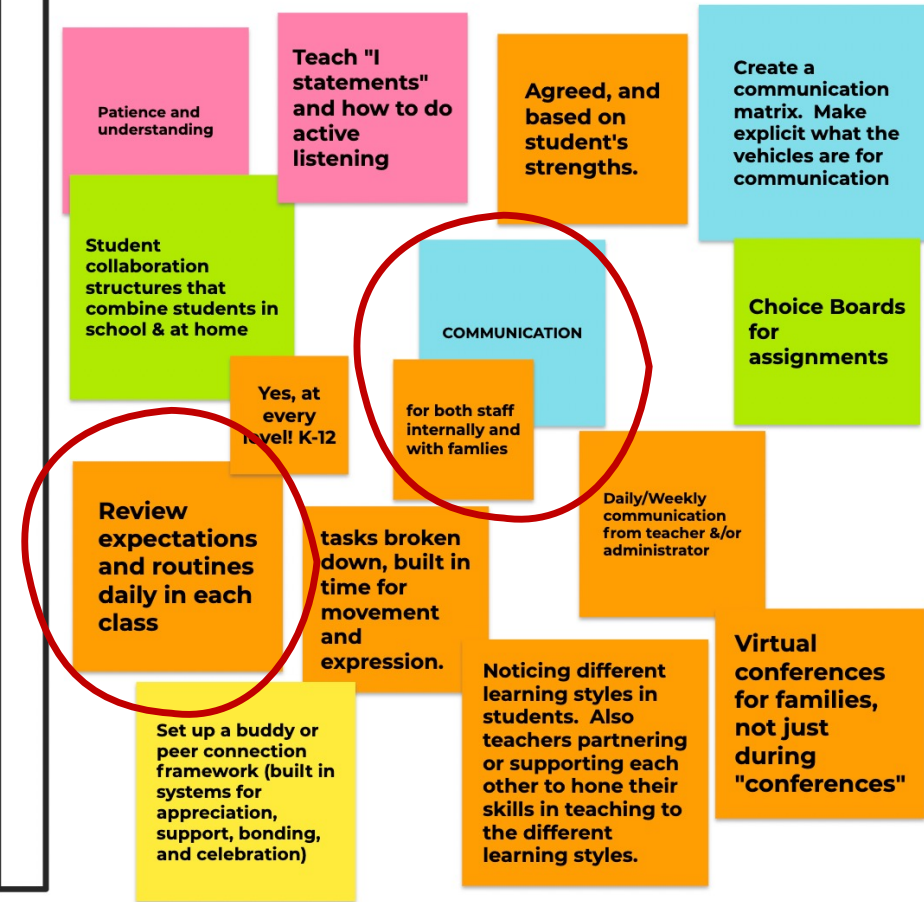 Patience and
understanding
Teach "I
statements"
and how to do
active
listening
Agreed, and
based on
student's
strengths.
Create a
communication
matrix. Make
explicit what the
vehicles are for
communication
Student
collaboration
structures that
combine students in
school & at home
COMMUNICATION
for both staff
internally and
with famlies
Choice Boards
for
assignments
Yes, at
every
level! K-12
Review
expectations
and routines
daily in each
class
tasks broken
down, built in
time for
movement
and
expression.
Daily/Weekly
communication
from teacher &/or
administrator
Virtual
conferences
for families,
not just
during
"conferences"
Set up a buddy or
peer connection
framework (built in
systems for
appreciation,
support, bonding,
and celebration)
Noticing different
learning styles in
students. Also
teachers partnering
or supporting each
other to hone their
skills in teaching to
the different
learning styles.